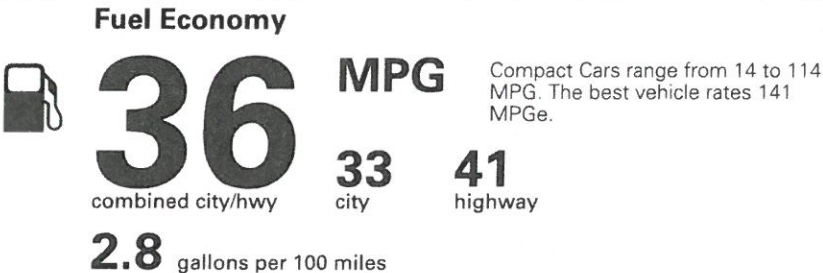 Fuel Economy
36 MPG
Compact Cars range from 14 to 114
MPG. The best vehicle rates 141
MPGe.
combined city/hwy
33 city
41 highway
2.8 gallons per 100 miles